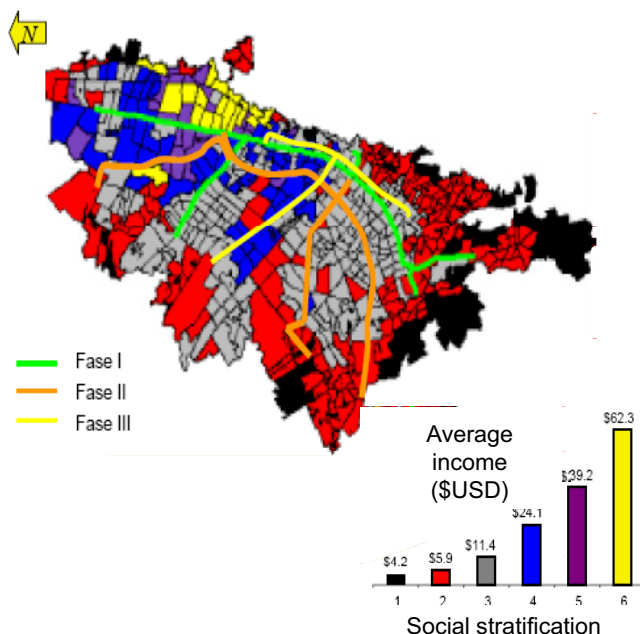 N
Fase I
Fase II
Fase III
Average
income
($USD)
$4.2
$5.9
$11.4
$24.1
$39.2
$62.3
1 2 3 4 5 6
Social stratification